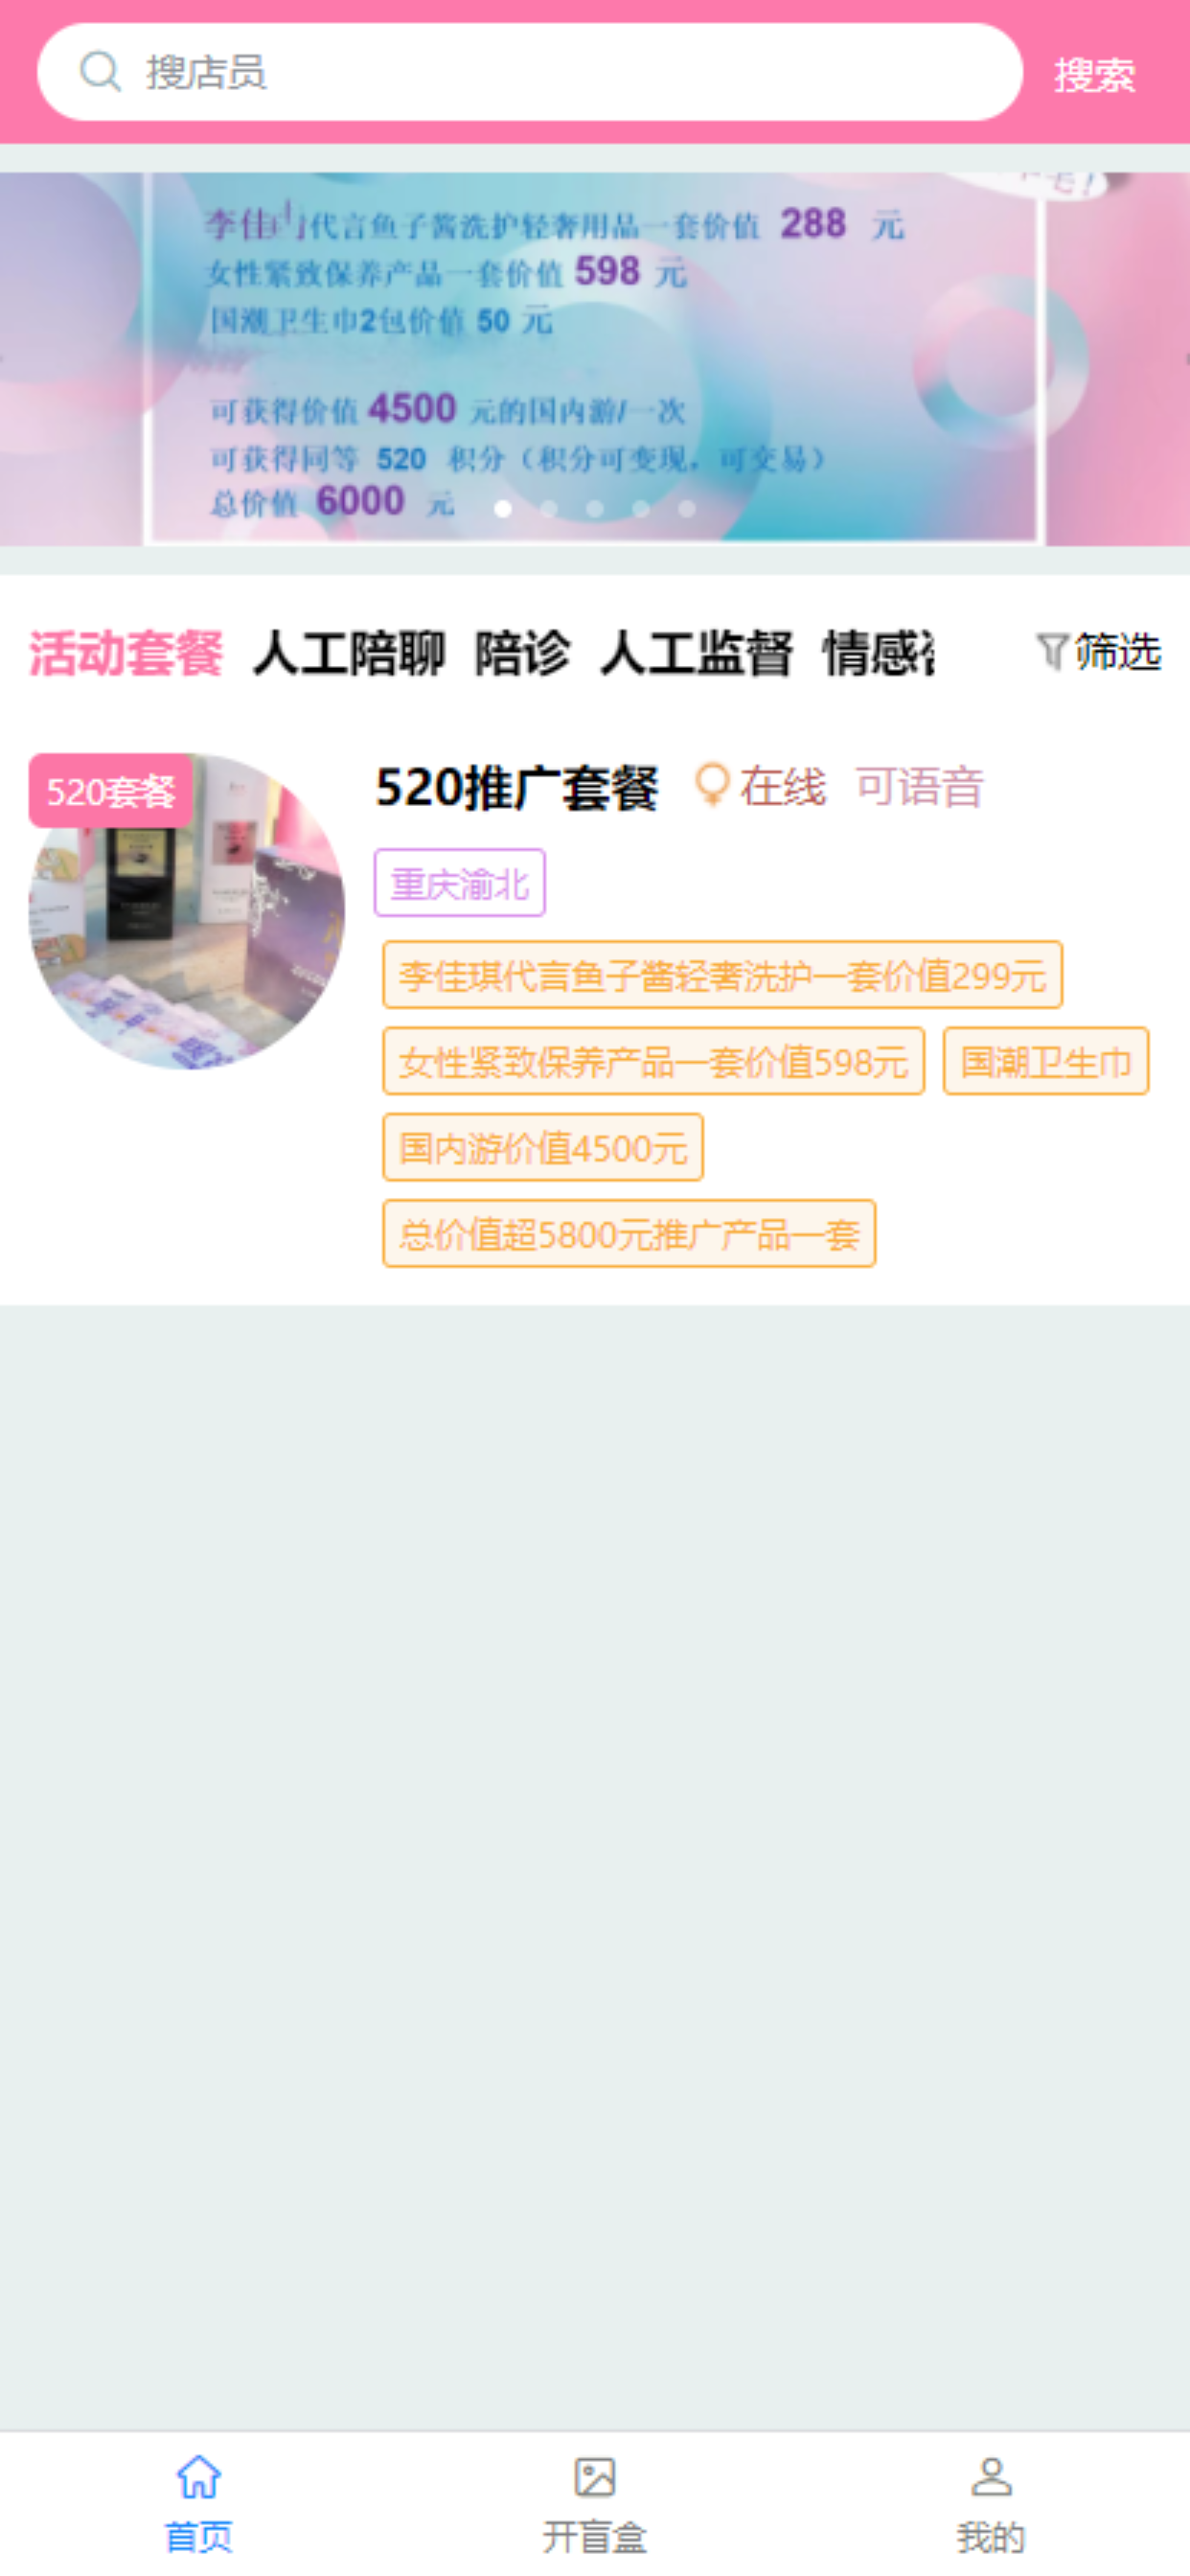 搜店员
搜索
代言鱼子酱洗护轻奢用品一套价值 288 元
女性紧致保养产品一套价值 598 元
国潮卫生巾2包价值 50 元
可获得价值 4500 元的国内游/一次
可获得同等 520 积分（积分可变现，可交易）
总价值 6000 元
活动套餐 人工陪聊 陪诊 人工监督 情感
筛选
520套餐
520推广套餐 在线 可语音
重庆渝北
李佳琪代言鱼子酱轻奢洗护一套价值299元
女性紧致保养产品一套价值598元 国潮卫生巾
国内游价值4500元
总价值超5800元推广产品一套
首页
开盲盒
我的